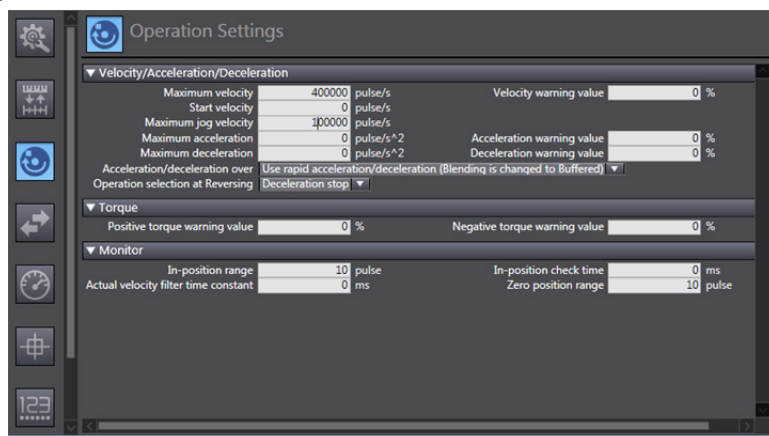 Operation Settings
▼ Velocity/Acceleration/Deceleration
Maximum velocity 400000 pulse/s Velocity warning value 0 %
Start velocity 0 pulse/s
Maximum jog velocity 100000 pulse/s
Maximum acceleration 0 pulse/s^2 Acceleration warning value 0 %
Maximum deceleration 0 pulse/s^2 Deceleration warning value 0 %
Acceleration/deceleration over Use rapid acceleration/deceleration (Blending is changed to Buffered) ▼
Operation selection at Reversing Deceleration stop ▼
▼ Torque
Positive torque warning value 0 % Negative torque warning value 0 %
▼ Monitor
In-position range 10 pulse In-position check time 0 ms
Actual velocity filter time constant 0 ms Zero position range 10 pulse
123